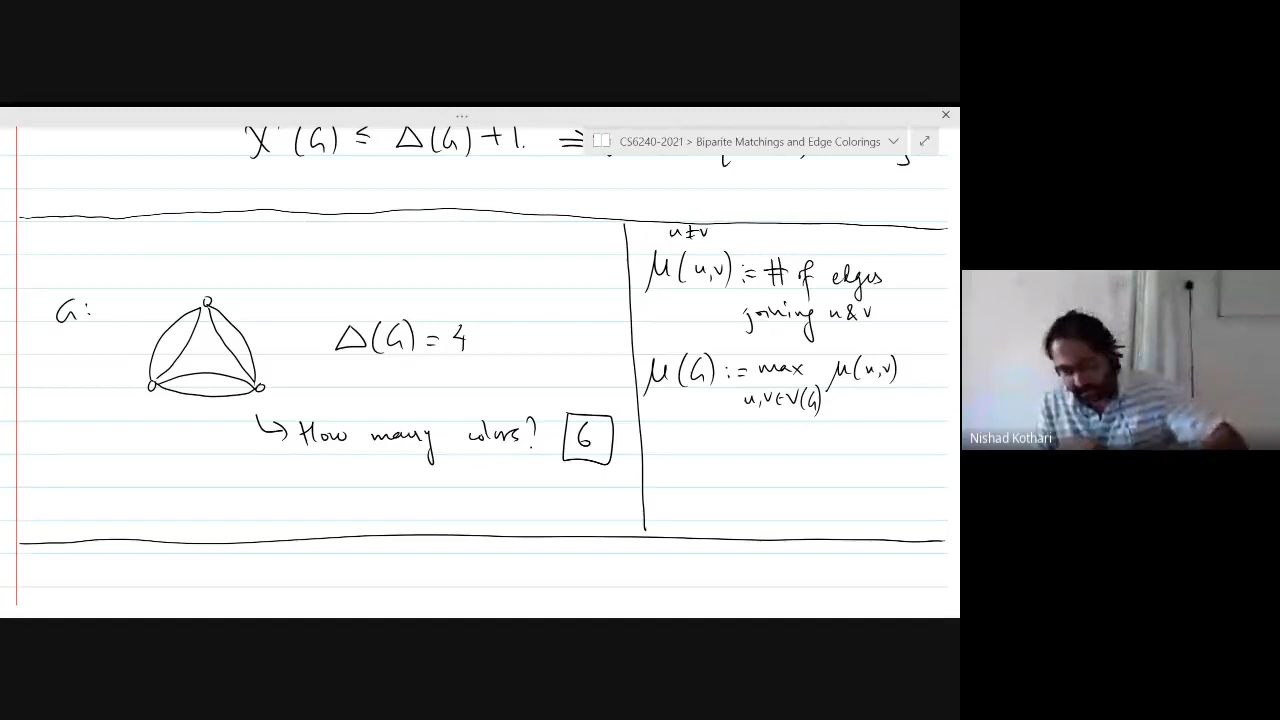 χ'(G) ≤ Δ(G) + 1. ⇒
CS6240-2021 > Biparite Matchings and Edge Colorings
G:
Δ(G) = 4
How many colors? 6
u≠v
μ(u,v) := # of edges
joining u & v
μ(G) := max μ(u,v)
u,v∈V(G)
Nishad Kothari